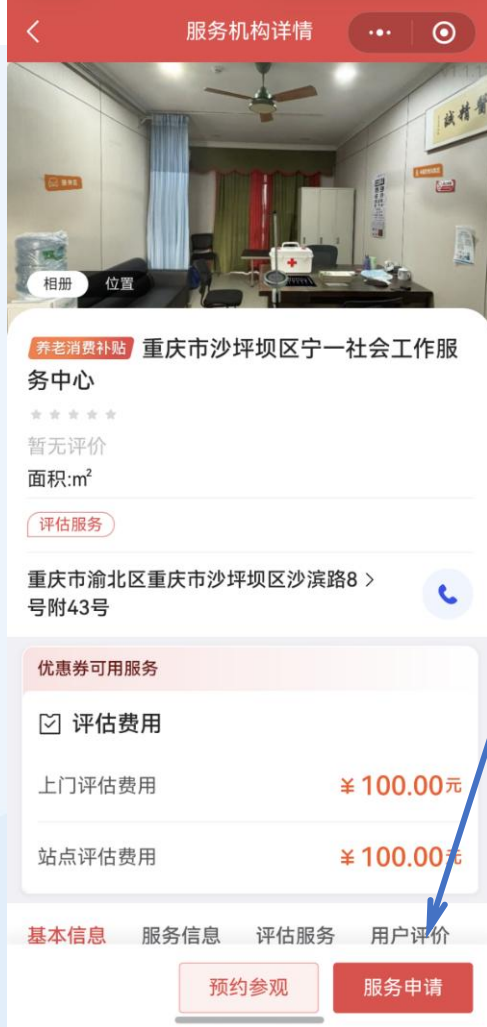 服务机构详情
V1.1.1
诚精醫
相册 位置
养老消费补贴 重庆市沙坪坝区宁一社会工作服
务中心
暂无评价
面积:m²
评估服务
重庆市渝北区重庆市沙坪坝区沙滨路8 >
号附43号
优惠券可用服务
评估费用
上门评估费用 ¥ 100.00元
站点评估费用 ¥ 100.00元
基本信息 服务信息 评估服务 用户评价
预约参观 服务申请